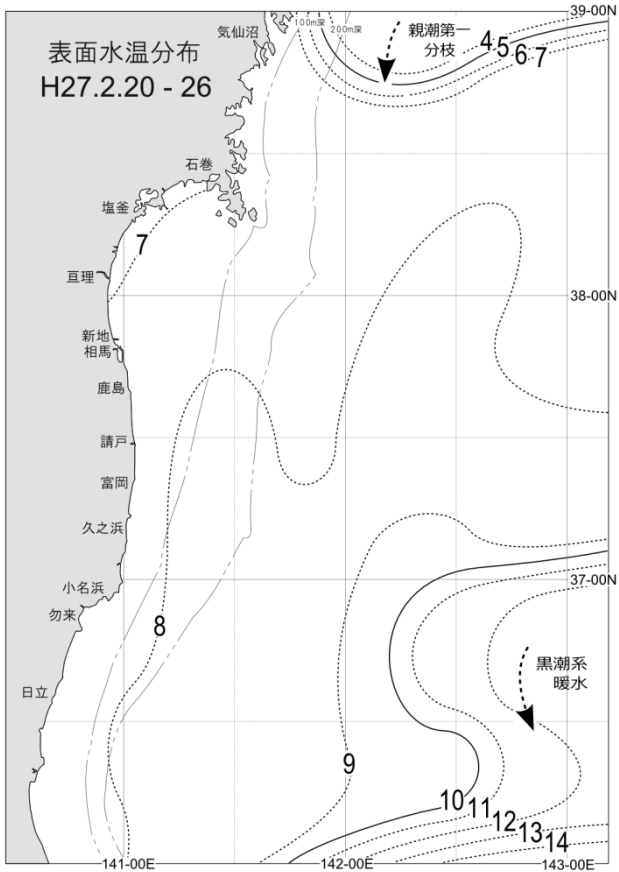 39-00N
気仙沼
100m深
200m深
親潮第一
分枝
表面水温分布
H27.2.20 - 26
4
5
6
7
石巻
塩釜
7
亘理
38-00N
新地
相馬
鹿島
請戸
富岡
久之浜
小名浜
37-00N
勿来
8
黒潮系
暖水
日立
9
10
11
12
13
14
141-00E
142-00E
143-00E